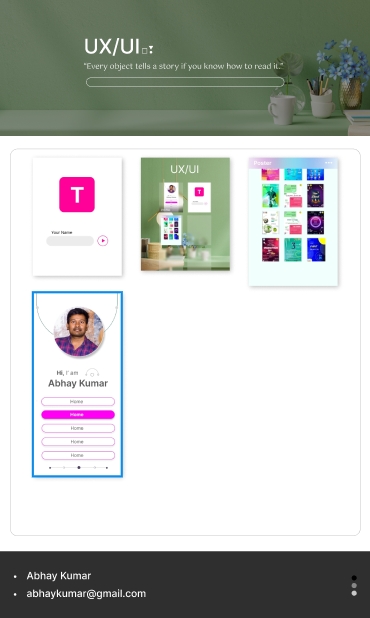 UX/UI
"Every object tells a story if you know how to read it."
T
Your Name
UX/UI
Poster
Hi, I' am
Abhay Kumar
Home
Home
Home
Home
Home
Abhay Kumar
abhaykumar@gmail.com